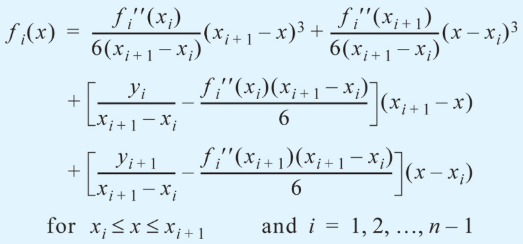 f_i(x) = \frac{f_i''(x_i)}{6(x_{i+1}-x_i)}(x_{i+1}-x)^3 + \frac{f_i''(x_{i+1})}{6(x_{i+1}-x_i)}(x-x_i)^3
+ \left[\frac{y_i}{x_{i+1}-x_i} - \frac{f_i''(x_i)(x_{i+1}-x_i)}{6}\right](x_{i+1}-x)
+ \left[\frac{y_{i+1}}{x_{i+1}-x_i} - \frac{f_i''(x_{i+1})(x_{i+1}-x_i)}{6}\right](x-x_i)
for x_i ≤ x ≤ x_{i+1} and i = 1, 2, ..., n-1